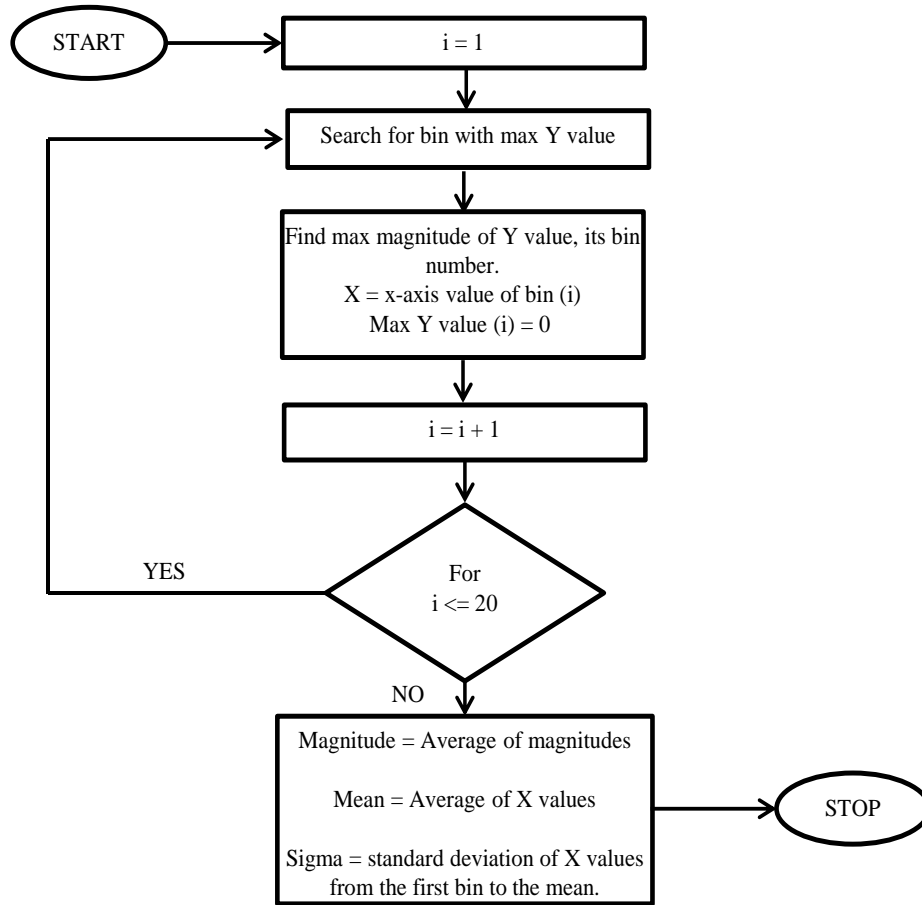 START
i = 1
Search for bin with max Y value
Find max magnitude of Y value, its bin
number.
X = x-axis value of bin (i)
Max Y value (i) = 0
i = i + 1
For
i <= 20
YES
NO
Magnitude = Average of magnitudes
Mean = Average of X values
Sigma = standard deviation of X values
from the first bin to the mean.
STOP